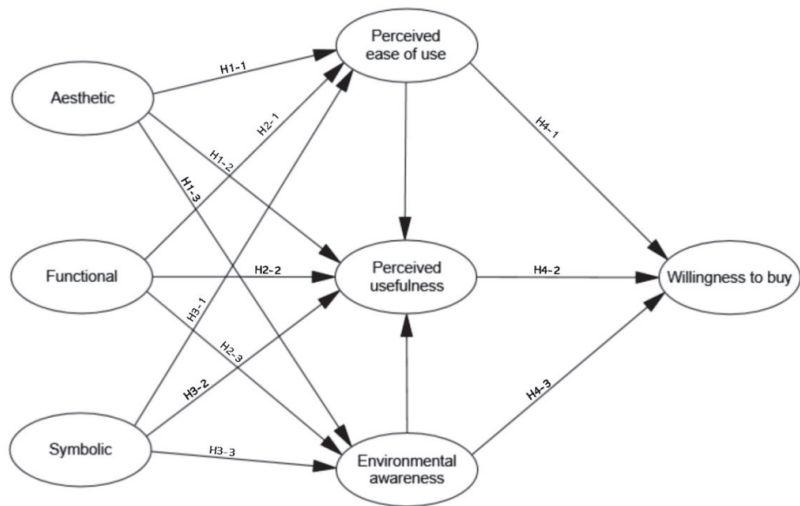 Perceived
ease of use
Aesthetic
H1-1
H2-1
H1-2
H1-3
H4-1
Functional
H2-2
Perceived
usefulness
H4-2
Willingness to buy
H3-1
H2-3
H3-2
H4-3
Symbolic
H3-3
Environmental
awareness